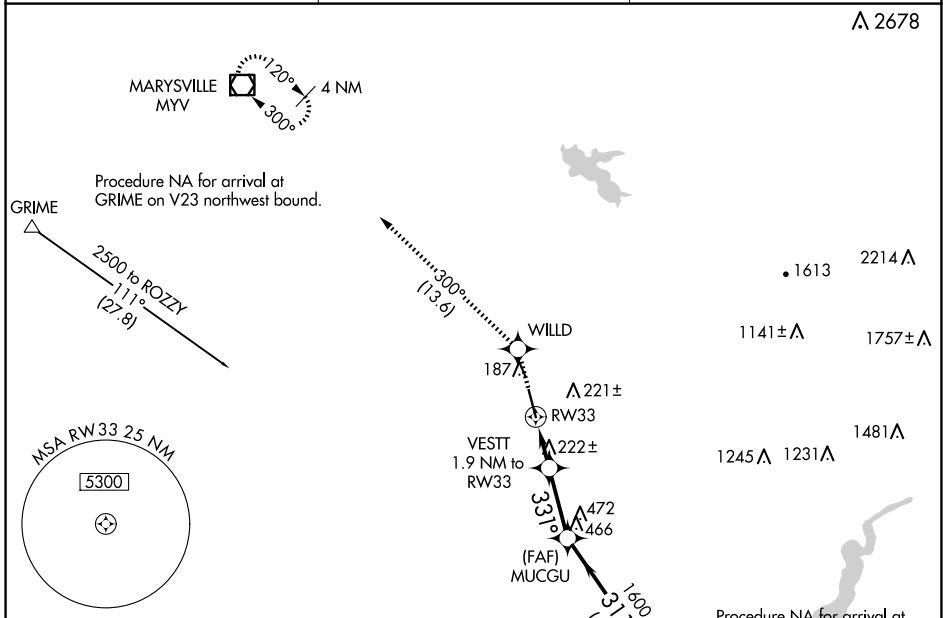 2678
MARYSVILLE
MYV
120°
4 NM
300°
Procedure NA for arrival at
GRIME on V23 northwest bound.
GRIME
2500 to ROZZY
111°
(27.8)
300°
(13.6)
1613
2214
1141±
1757±
WILLD
187
221±
RW33
VESTT
1.9 NM to
RW33
222±
1481
1245
1231
MSA RW33 25 NM
5300
331°
472
466
(FAF)
MUCGU
1600
Procedure NA for arrival at